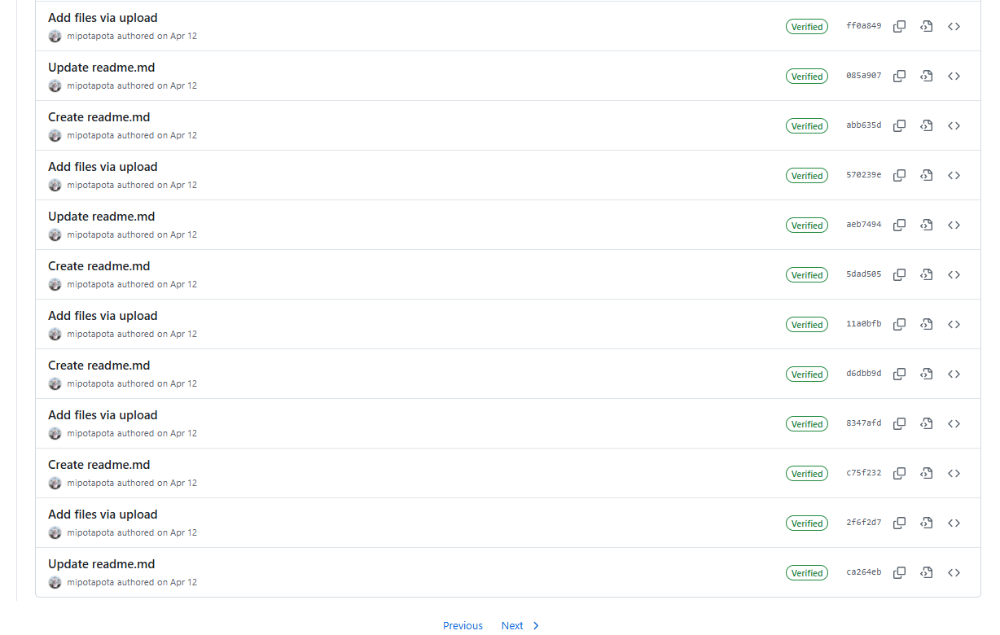 Add files via upload
mipotapota authored on Apr 12
Verified
ff0a849
Update readme.md
mipotapota authored on Apr 12
Verified
085a907
Create readme.md
mipotapota authored on Apr 12
Verified
abb635d
Add files via upload
mipotapota authored on Apr 12
Verified
570239e
Update readme.md
mipotapota authored on Apr 12
Verified
aeb7494
Create readme.md
mipotapota authored on Apr 12
Verified
5dad505
Add files via upload
mipotapota authored on Apr 12
Verified
11a0bfb
Create readme.md
mipotapota authored on Apr 12
Verified
d6dbb9d
Add files via upload
mipotapota authored on Apr 12
Verified
8347afd
Create readme.md
mipotapota authored on Apr 12
Verified
c75f232
Add files via upload
mipotapota authored on Apr 12
Verified
2f6f2d7
Update readme.md
mipotapota authored on Apr 12
Verified
ca264eb
Previous Next